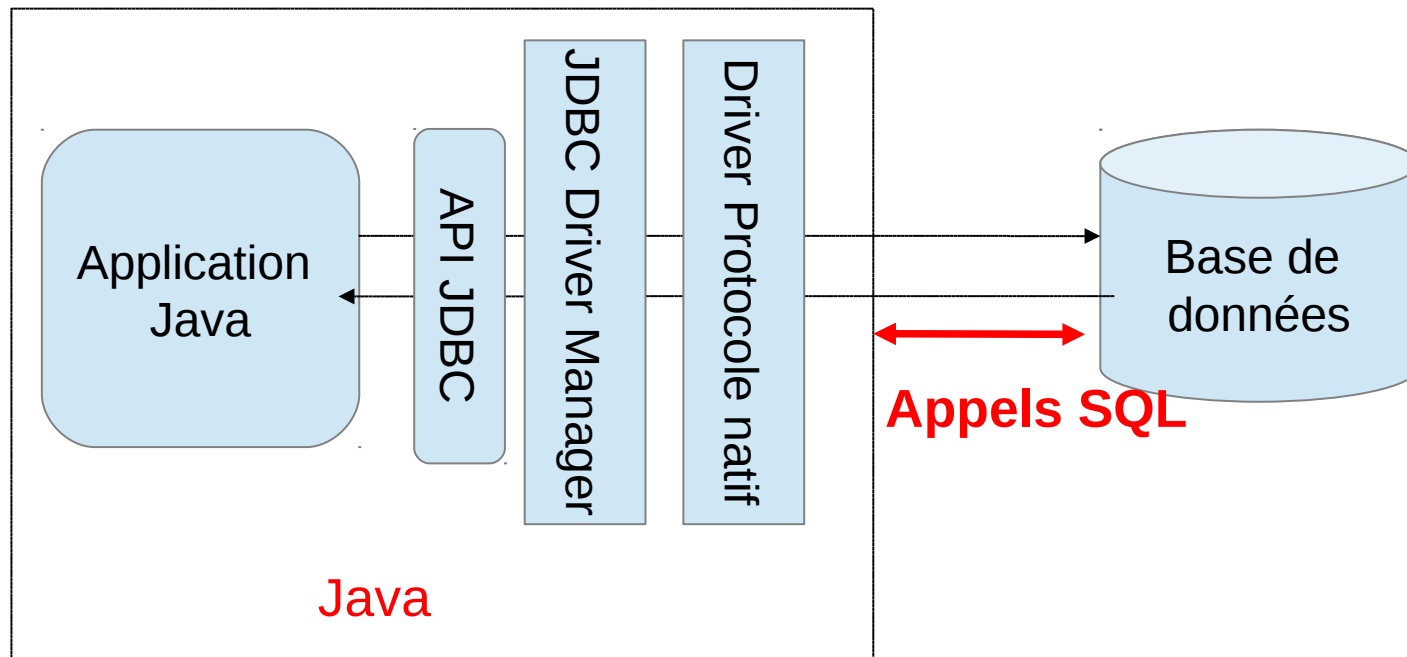 Application
Java
API JDBC
JDBC Driver Manager
Driver Protocole natif
Base de
données
Appels SQL
Java